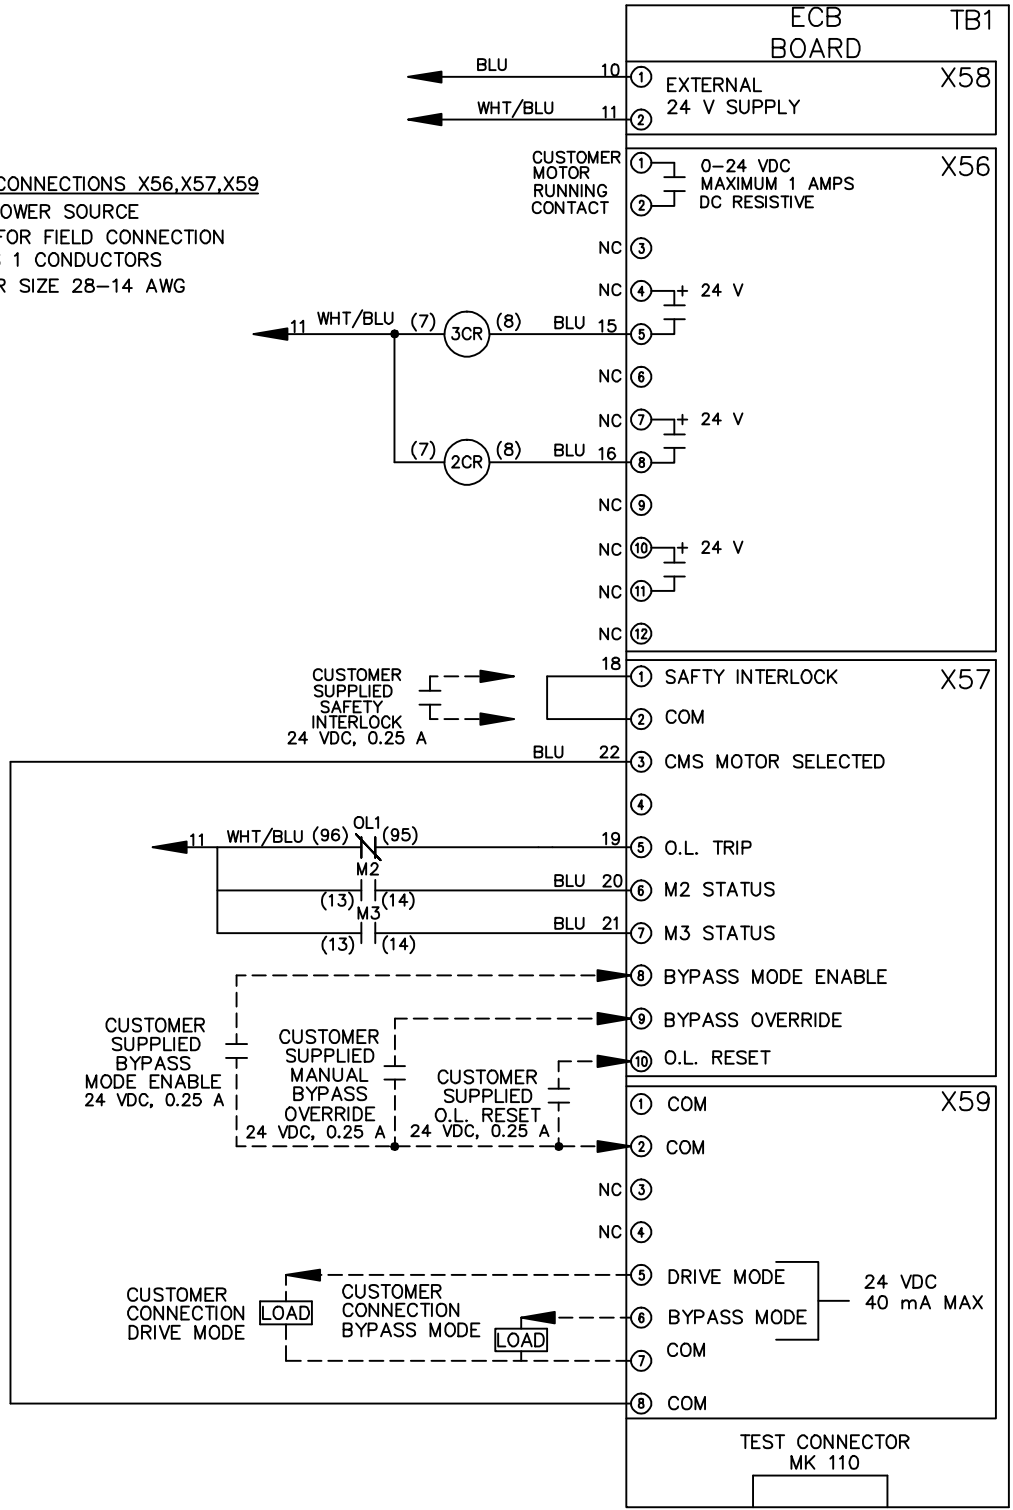 ECB TB1
BOARD
BLU 10 1 EXTERNAL X58
WHT/BLU 11 2 24 V SUPPLY
CONNECTIONS X56,X57,X59
OWER SOURCE
FOR FIELD CONNECTION
1 CONDUCTORS
R SIZE 28–14 AWG
CUSTOMER
MOTOR
RUNNING
CONTACT
1
2
0–24 VDC
MAXIMUM 1 AMPS
DC RESISTIVE
X56
NC 3
NC 4 + 24 V
11 WHT/BLU (7) 3CR (8) BLU 15 5
NC 6
NC 7 + 24 V
(7) 2CR (8) BLU 16 8
NC 9
NC 10 + 24 V
NC 11
NC 12
CUSTOMER
SUPPLIED
SAFETY
INTERLOCK
24 VDC, 0.25 A
18 1 SAFTY INTERLOCK X57
2 COM
BLU 22 3 CMS MOTOR SELECTED
4
11 WHT/BLU (96) OL1 (95) 19 5 O.L. TRIP
M2
(13) (14) BLU 20 6 M2 STATUS
M3
(13) (14) BLU 21 7 M3 STATUS
8 BYPASS MODE ENABLE
9 BYPASS OVERRIDE
10 O.L. RESET
CUSTOMER
SUPPLIED
BYPASS
MODE ENABLE
24 VDC, 0.25 A
CUSTOMER
SUPPLIED
MANUAL
BYPASS
OVERRIDE
24 VDC, 0.25 A
CUSTOMER
SUPPLIED
O.L. RESET
24 VDC, 0.25 A
1 COM X59
2 COM
NC 3
NC 4
5 DRIVE MODE
6 BYPASS MODE
7 COM
8 COM
24 VDC
40 mA MAX
CUSTOMER
CONNECTION
DRIVE MODE
LOAD
CUSTOMER
CONNECTION
BYPASS MODE
LOAD
TEST CONNECTOR
MK 110